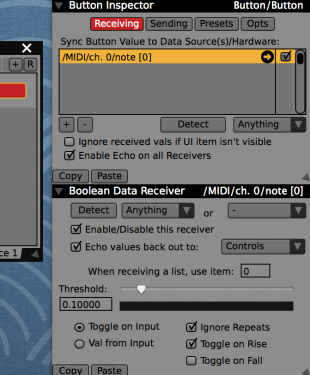 Button Inspector Button/Button
Receiving Sending Presets Opts
Sync Button Value to Data Source(s)/Hardware:
/MIDI/ch. 0/note [0]
+ R
+ - Detect Anything
Ignore received vals if UI item isn't visible
Enable Echo on all Receivers
Copy Paste
Boolean Data Receiver /MIDI/ch. 0/note [0]
Detect Anything or -
Enable/Disable this receiver
Echo values back out to: Controls
ce 1
When receiving a list, use item: 0
Threshold:
0.10000
Toggle on Input Ignore Repeats
Val from Input Toggle on Rise
Toggle on Fall
Copy Paste